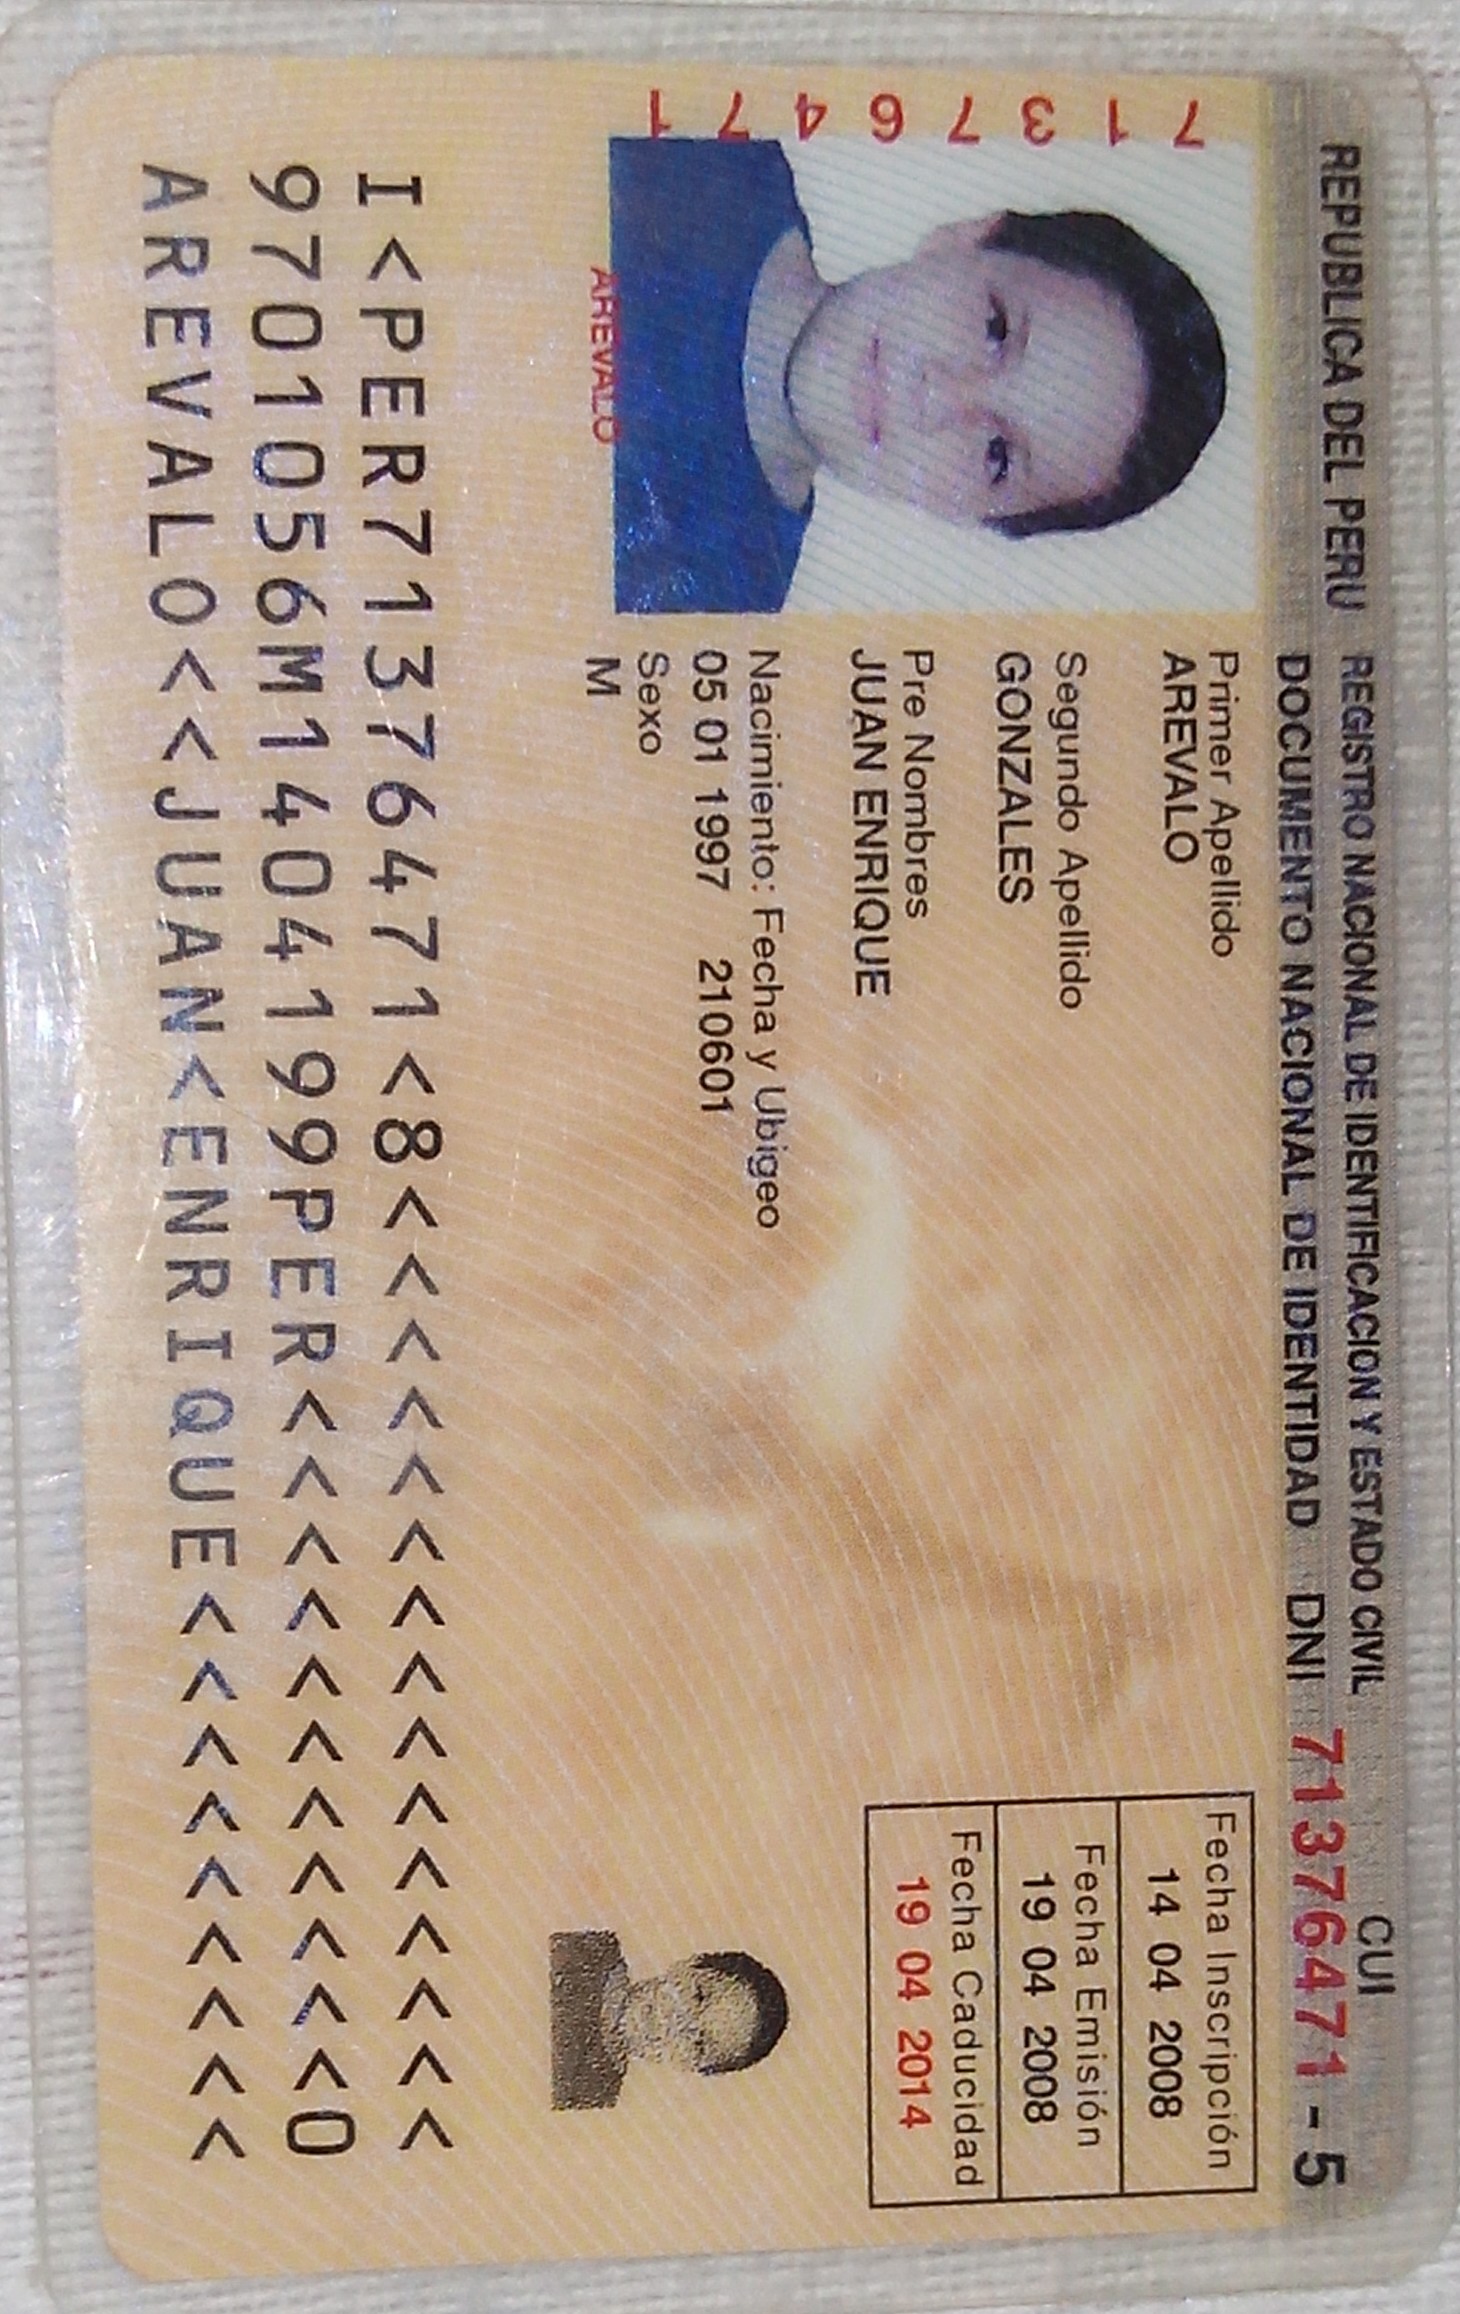 REPUBLICA DEL PERU
REGISTRO NACIONAL DE IDENTIFICACION Y ESTADO CIVIL
DOCUMENTO NACIONAL DE IDENTIDAD DNI
CUI
71376471 - 5
71376471
AREVALO
Primer Apellido
AREVALO
Segundo Apellido
GONZALES
Pre Nombres
JUAN ENRIQUE
Nacimiento: Fecha y Ubigeo
05 01 1997 210601
Sexo
M
Fecha Inscripción
14 04 2008
Fecha Emisión
19 04 2008
Fecha Caducidad
19 04 2014
I<PER71376471<8<<<<<<<<<<<<<<<
9701056M1404199PER<<<<<<<<<<<0
AREVALO<<JUAN<ENRIQUE<<<<<<<<<